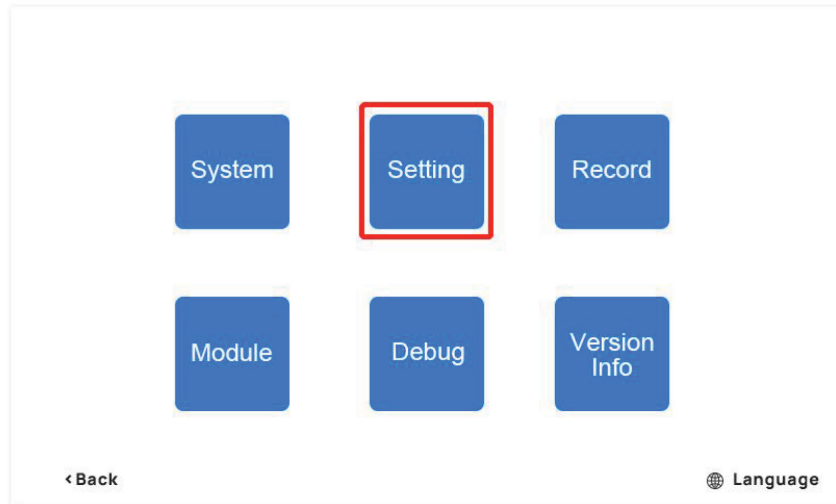 System
Setting
Record
Module
Debug
Version
Info
<Back
Language